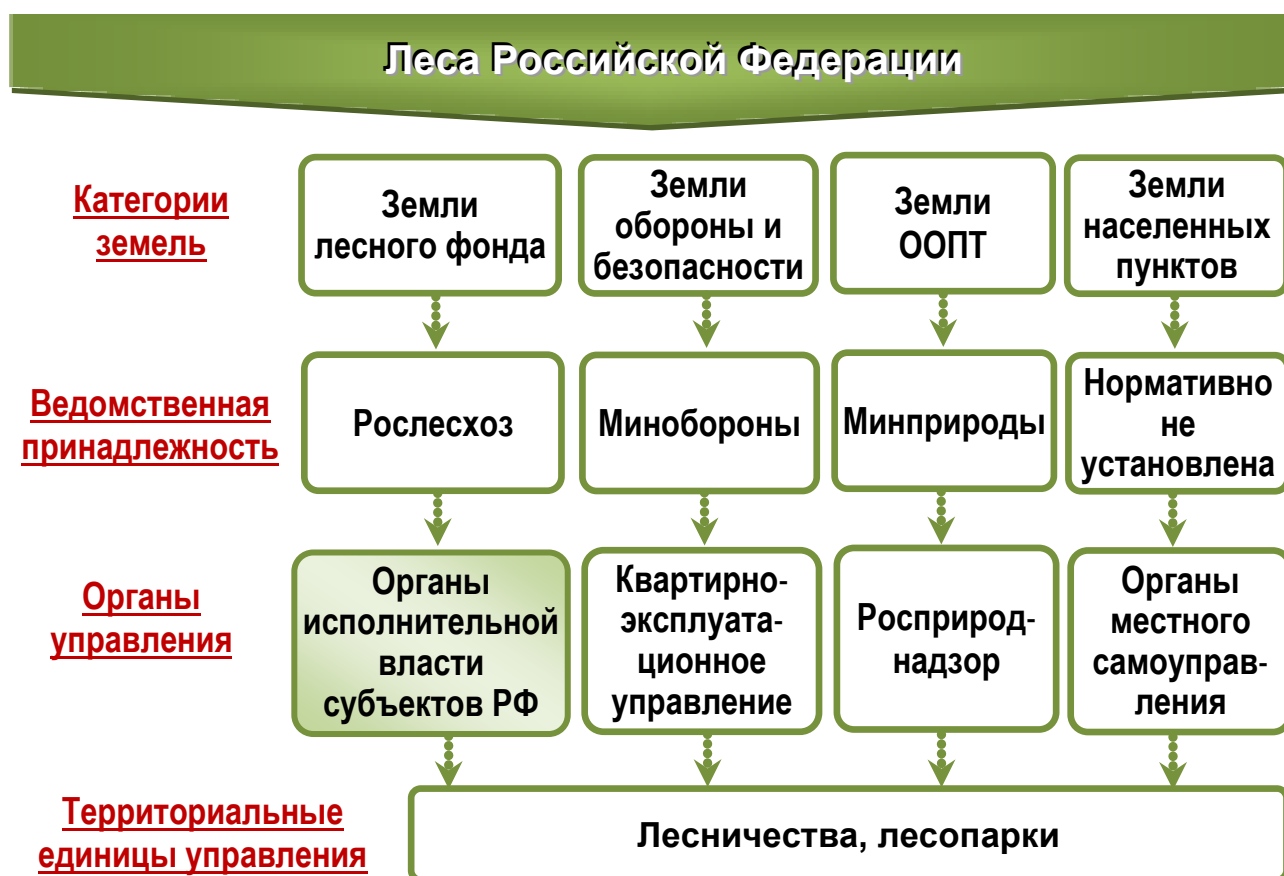 Леса Российской Федерации
Категории
земель
Земли
лесного фонда
Земли
обороны и
безопасности
Земли
ООПТ
Земли
населенных
пунктов
Ведомственная
принадлежность
Рослесхоз
Минобороны
Минприроды
Нормативно
не
установлена
Органы
управления
Органы
исполнительной
власти
субъектов РФ
Квартирно-
эксплуата-
ционное
управление
Росприрод-
надзор
Органы
местного
самоуправ-
ления
Территориальные
единицы управления
Лесничества, лесопарки